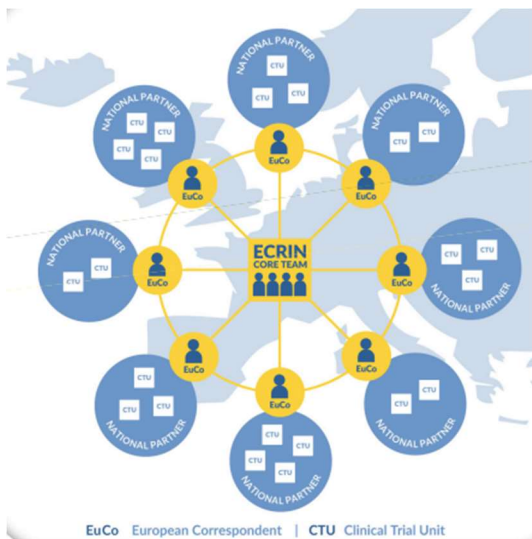 NATIONAL PARTNER
CTU
CTU CTU
EuCo
NATIONAL PARTNER
CTU
CTU
CTU
CTU
EuCo
NATIONAL PARTNER
CTU
CTU
EuCo
NATIONAL PARTNER
CTU
CTU
EuCo
ECRIN
CORE TEAM
EuCo
CTU
CTU
CTU
NATIONAL PARTNER
EuCo
CTU
CTU
CTU
NATIONAL PARTNER
EuCo
CTU
CTU
NATIONAL PARTNER
EuCo
CTU
CTU
CTU
CTU
NATIONAL PARTNER
EuCo European Correspondent | CTU Clinical Trial Unit